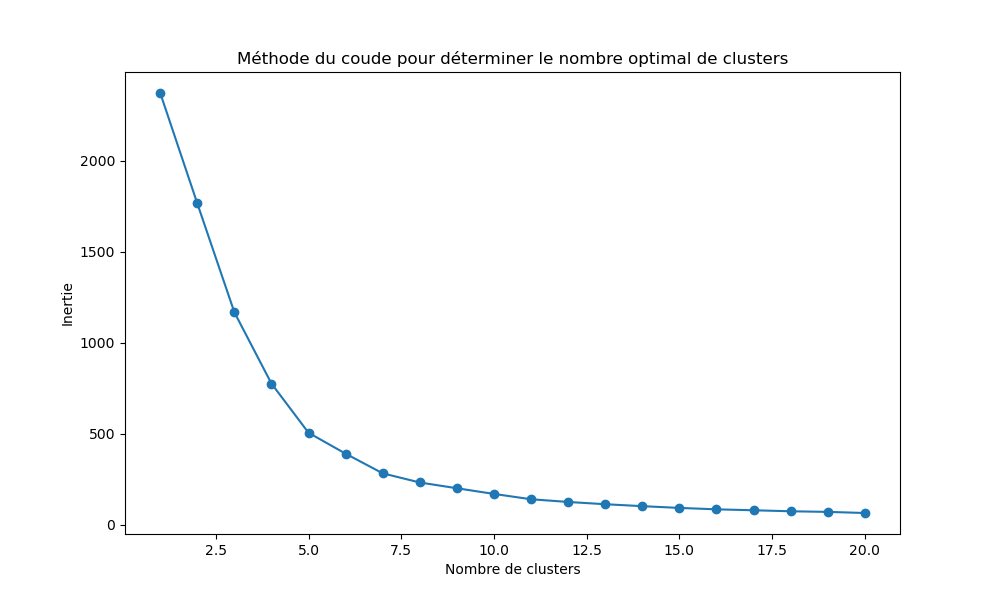 Méthode du coude pour déterminer le nombre optimal de clusters
2000
1500
1000
500
0
Inertie
2.5 5.0 7.5 10.0 12.5 15.0 17.5 20.0
Nombre de clusters